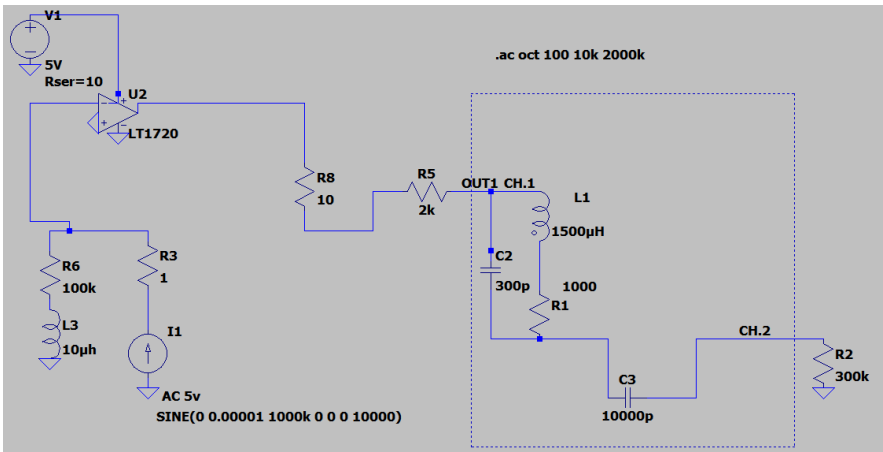 V1
5V
Rser=10
U2
LT1720
.ac oct 100 10k 2000k
R8
10
R5
2k
OUT1 CH.1
L1
1500µH
C2
300p
1000
R1
R6
100k
R3
1
L3
10µh
I1
AC 5v
SINE(0 0.00001 1000k 0 0 0 10000)
CH.2
R2
300k
C3
10000p